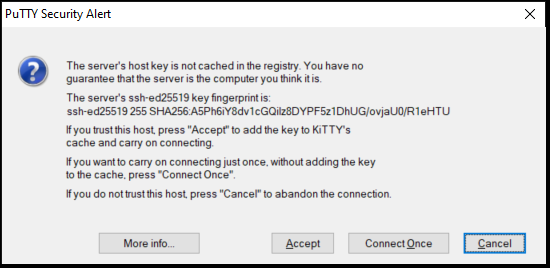 PuTTY Security Alert
The server's host key is not cached in the registry. You have no
guarantee that the server is the computer you think it is.
The server's ssh-ed25519 key fingerprint is:
ssh-ed25519 255 SHA256:A5Ph6iY8dv1cGQiIz8DYPF5z1DhUG/ovjaU0/R1eHTU
If you trust this host, press "Accept" to add the key to KiTTY's
cache and carry on connecting.
If you want to carry on connecting just once, without adding the key
to the cache, press "Connect Once".
If you do not trust this host, press "Cancel" to abandon the connection.
More info... Accept Connect Once Cancel